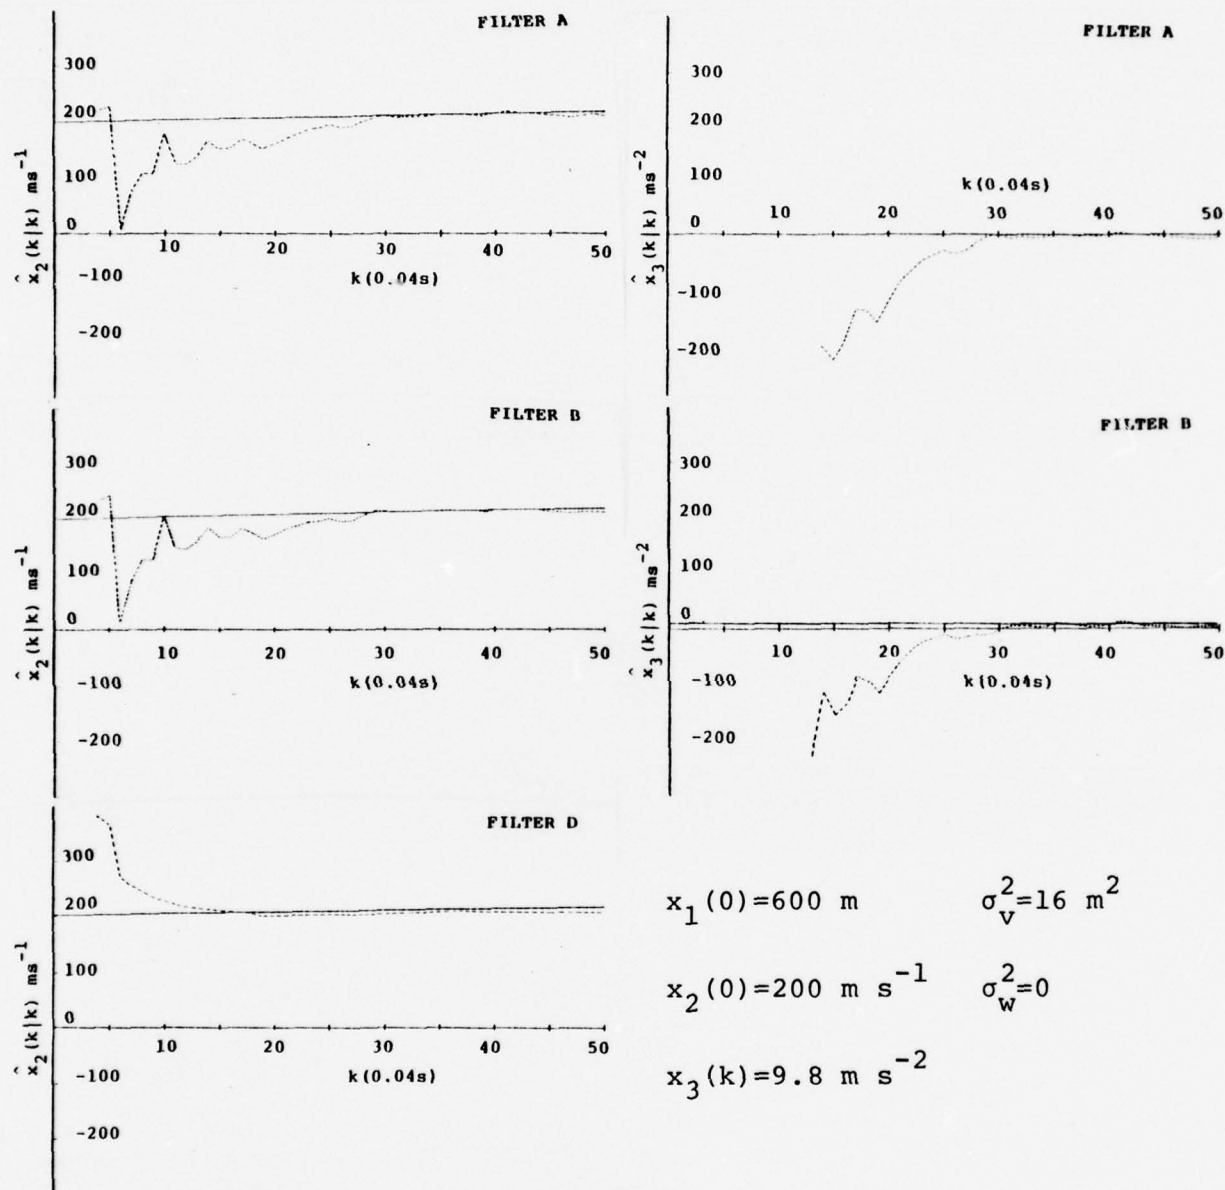 FILTER A
300
200
100
0
-100
-200
10 20 30 40 50
k(0.04s)
x̂₂(k|k) ms⁻¹
FILTER A
300
200
100
0
-100
-200
k(0.04s)
10 20 30 40 50
x̂₃(k|k) ms⁻²
FILTER B
300
200
100
0
-100
-200
10 20 30 40 50
k(0.04s)
x̂₂(k|k) ms⁻¹
FILTER B
300
200
100
0
-100
-200
10 20 30 40 50
k(0.04s)
x̂₃(k|k) ms⁻²
FILTER D
300
200
100
0
-100
-200
10 20 30 40 50
k(0.04s)
x̂₂(k|k) ms⁻¹
x₁(0)=600 m σ²ᵥ=16 m²
x₂(0)=200 m s⁻¹ σ²w=0
x₃(k)=9.8 m s⁻²